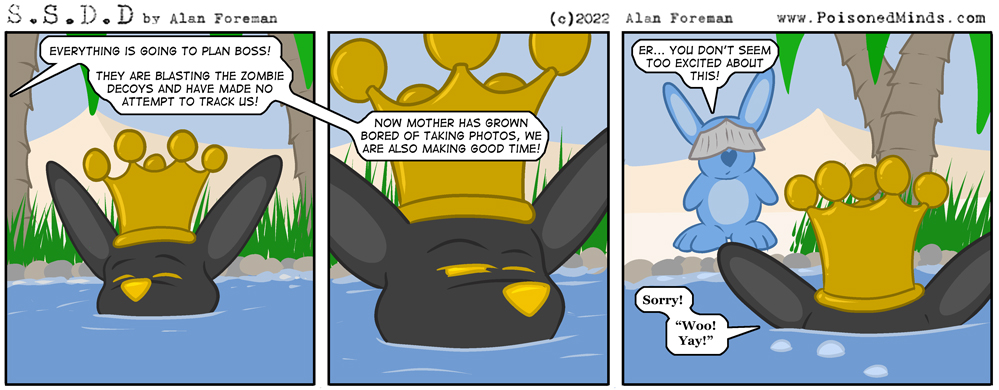 S.S.D.D by Alan Foreman
(c)2022 Alan Foreman
www.PoisonedMinds.com
EVERYTHING IS GOING TO PLAN BOSS!
THEY ARE BLASTING THE ZOMBIE
DECOYS AND HAVE MADE NO
ATTEMPT TO TRACK US!
NOW MOTHER HAS GROWN
BORED OF TAKING PHOTOS, WE
ARE ALSO MAKING GOOD TIME!
ER... YOU DON'T SEEM
TOO EXCITED ABOUT
THIS!
Sorry!
“Woo!
Yay!”